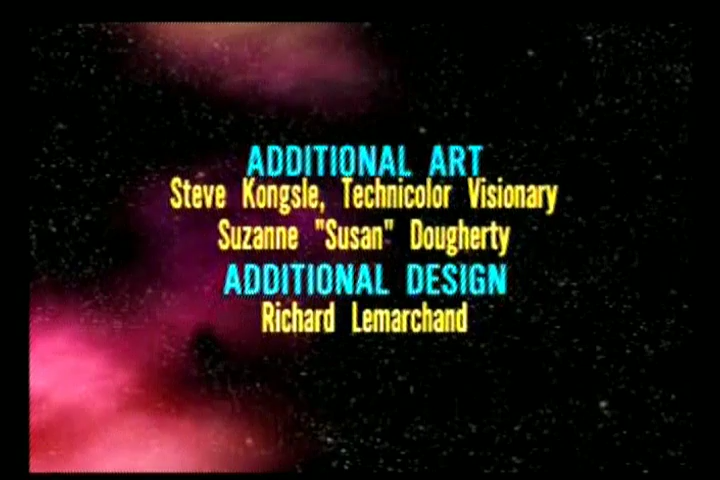 ADDITIONAL ART
Steve Kongsle, Technicolor Visionary
Suzanne "Susan" Dougherty
ADDITIONAL DESIGN
Richard Lemarchand